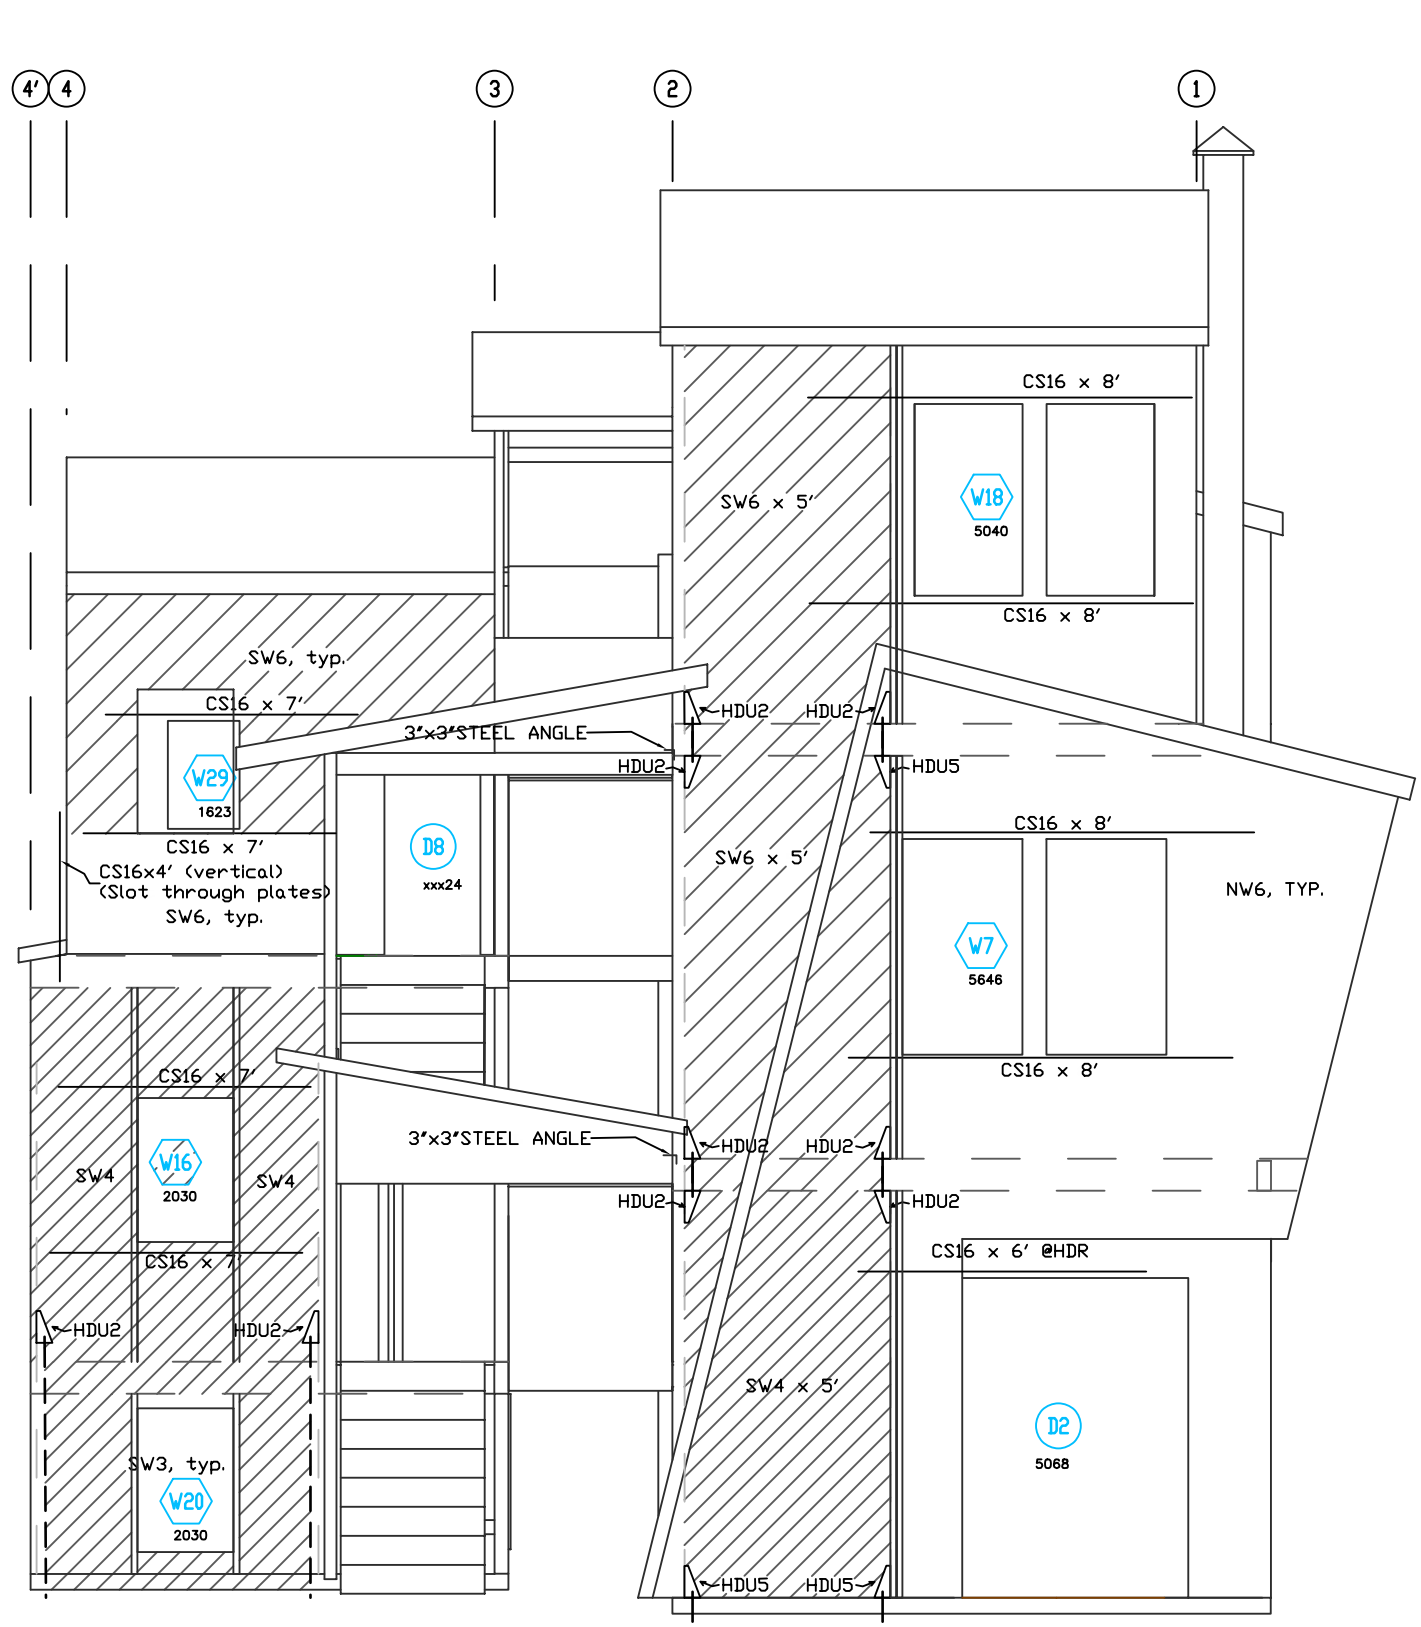 4' 4 3 2 1
CS16 x 8'
SW6 x 5'
W18
5040
CS16 x 8'
SW6, typ.
CS16 x 7'
HDU2 HDU2
3"x3"STEEL ANGLE
HDU2 HDU5
W29
1623
CS16 x 8'
CS16 x 7'
D8
SW6 x 5'
CS16x4' (vertical)
(Slot through plates)
xxx24
NW6, TYP.
SW6, typ.
W7
5646
CS16 x 8'
CS16 x 7'
3"x3"STEEL ANGLE
HDU2 HDU2
W16
SW4 SW4
2030
HDU2 HDU2
CS16 x 6' @HDR
CS16 x 7'
HDU2 HDU2
SW4 x 5'
D2
5068
SW3, typ.
W20
2030
HDU5 HDU5